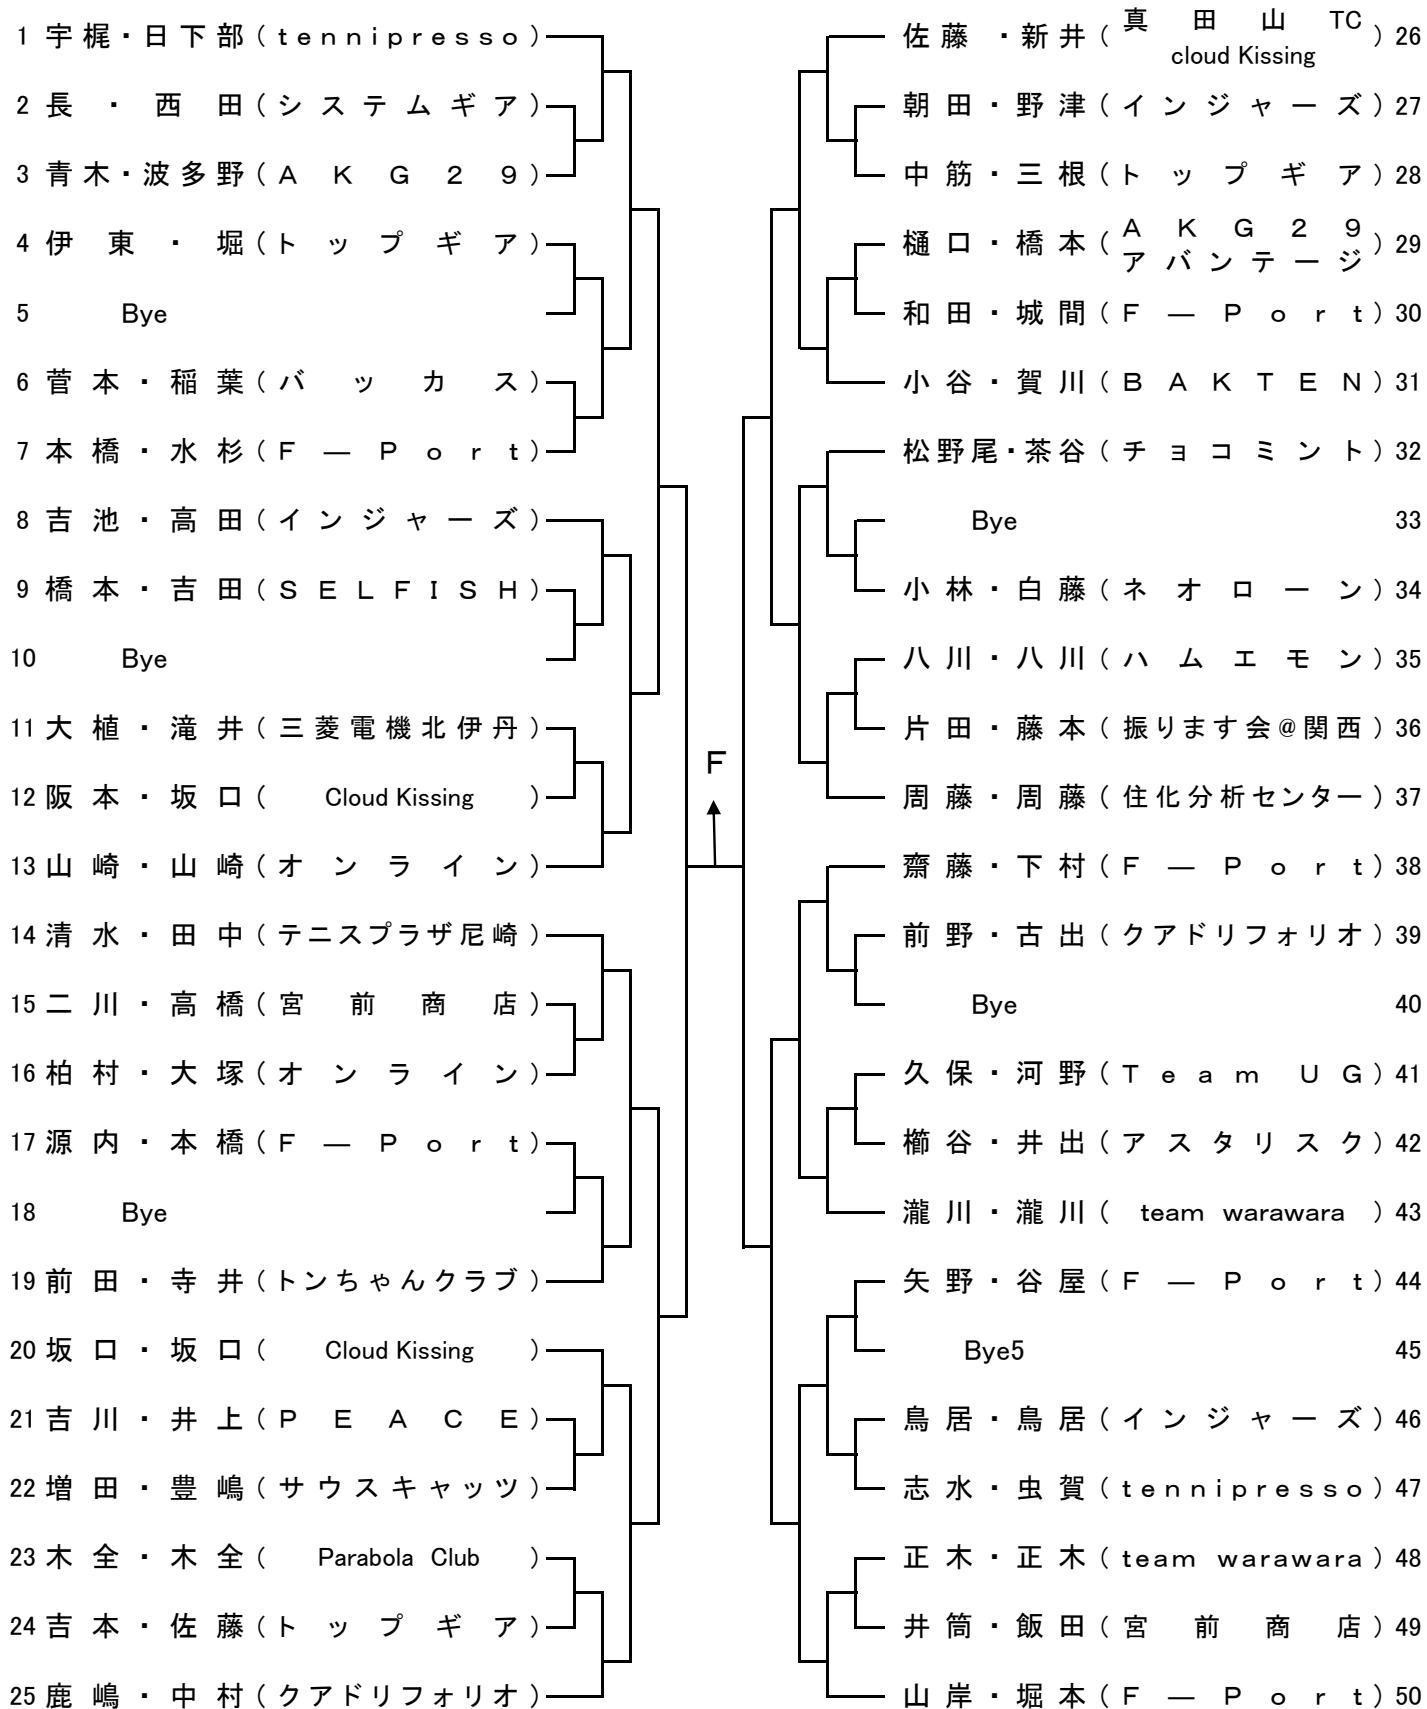 1 宇梶・日下部(tennipresso)
2 長・西田(システムギア)
3 青木・波多野(AKG29)
4 伊東・堀(トップギア)
5 Bye
6 菅本・稲葉(バッカス)
7 本橋・水杉(F―Port)
8 吉池・高田(インジャーズ)
9 橋本・吉田(SELFISH)
10 Bye
11 大植・滝井(三菱電機北伊丹)
12 阪本・坂口(Cloud Kissing)
13 山崎・山崎(オンライン)
14 清水・田中(テニスプラザ尼崎)
15 二川・高橋(宮前商店)
16 柏村・大塚(オンライン)
17 源内・本橋(F―Port)
18 Bye
19 前田・寺井(トンちゃんクラブ)
20 坂口・坂口(Cloud Kissing)
21 吉川・井上(PEACE)
22 増田・豊嶋(サウスキャッツ)
23 木全・木全(Parabola Club)
24 吉本・佐藤(トップギア)
25 鹿嶋・中村(クアドリフォリオ)
F
佐藤・新井(真田山TC
cloud Kissing)26
朝田・野津(インジャーズ)27
中筋・三根(トップギア)28
樋口・橋本(AKG29
アバンテージ)29
和田・城間(F―Port)30
小谷・賀川(BAKTEN)31
松野尾・茶谷(チョコミント)32
Bye 33
小林・白藤(ネオローン)34
八川・八川(ハムエモン)35
片田・藤本(振ります会@関西)36
周藤・周藤(住化分析センター)37
齋藤・下村(F―Port)38
前野・古出(クアドリフォリオ)39
Bye 40
久保・河野(Team UG)41
櫛谷・井出(アスタリスク)42
瀧川・瀧川(team warawara)43
矢野・谷屋(F―Port)44
Bye5 45
鳥居・鳥居(インジャーズ)46
志水・虫賀(tennipresso)47
正木・正木(team warawara)48
井筒・飯田(宮前商店)49
山岸・堀本(F―Port)50